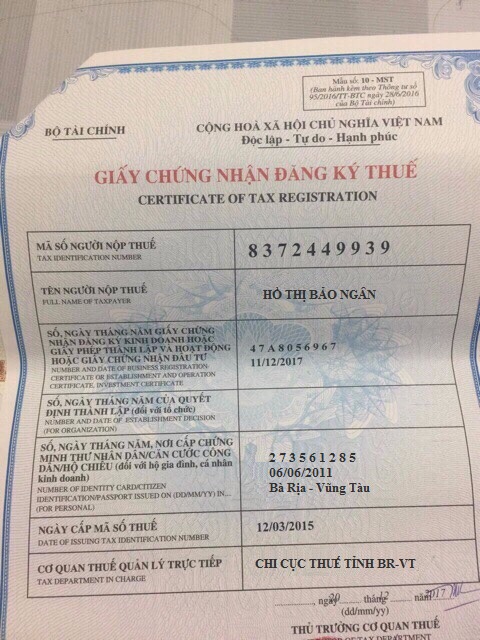 Mẫu số: 10 - MST
(Ban hành kèm theo Thông tư số
95/2016/TT-BTC ngày 28/6/2016
của Bộ Tài chính)
BỘ TÀI CHÍNH
CỘNG HOÀ XÃ HỘI CHỦ NGHĨA VIỆT NAM
Độc lập - Tự do - Hạnh phúc
GIẤY CHỨNG NHẬN ĐĂNG KÝ THUẾ
CERTIFICATE OF TAX REGISTRATION
MÃ SỐ NGƯỜI NỘP THUẾ
TAX IDENTIFICATION NUMBER
8372449939
TÊN NGƯỜI NỘP THUẾ
FULL NAME OF TAXPAYER
HỒ THỊ BẢO NGÂN
SỐ, NGÀY THÁNG NĂM GIẤY CHỨNG
NHẬN ĐĂNG KÝ KINH DOANH HOẶC
GIẤY PHÉP THÀNH LẬP VÀ HOẠT ĐỘNG
HOẶC GIẤY CHỨNG NHẬN ĐẦU TƯ
NUMBER AND DATE OF BUSINESS REGISTRATION
CERTIFICATE OR ESTABLISHMENT AND OPERATION
CERTIFICATE, INVESTMENT CERTIFICATE
47A8056967
11/12/2017
SỐ, NGÀY THÁNG NĂM CỦA QUYẾT
ĐỊNH THÀNH LẬP (đối với tổ chức)
NUMBER AND DATE OF ESTABLISHMENT DECISION
(FOR ORGANIZATION)
SỐ, NGÀY THÁNG NĂM, NƠI CẤP CHỨNG
MINH THƯ NHÂN DÂN/CĂN CƯỚC CÔNG
DÂN/HỘ CHIẾU (đối với hộ gia đình, cá nhân
kinh doanh)
NUMBER OF IDENTITY CARD/CITIZEN
IDENTIFICATION/PASSPORT ISSUED ON (DD/MM/YY) IN...
(FOR PERSONAL)
273561285
06/06/2011
Bà Rịa - Vũng Tàu
NGÀY CẤP MÃ SỐ THUẾ
DATE OF ISSUING TAX IDENTIFICATION NUMBER
12/03/2015
CƠ QUAN THUẾ QUẢN LÝ TRỰC TIẾP
TAX DEPARTMENT IN CHARGE
CHI CỤC THUẾ TỈNH BR-VT
..... ngày 20 tháng 12 năm 2017
(dd/mm/yy)
THỦ TRƯỞNG CƠ QUAN THUẾ
OF TAX DEPARTMENT